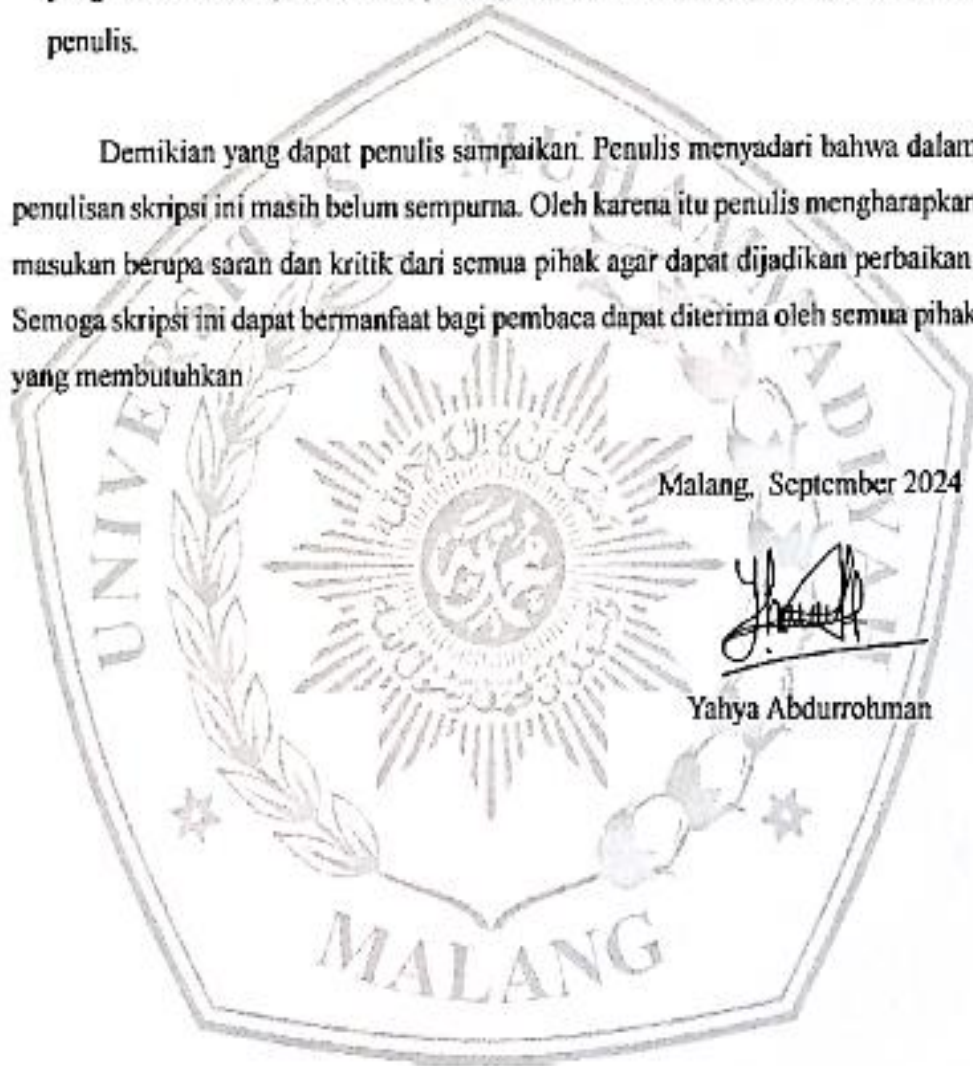 penulis.
Demikian yang dapat penulis sampaikan. Penulis menyadari bahwa dalam
penulisan skripsi ini masih belum sempurna. Oleh karena itu penulis mengharapkan
masukan berupa saran dan kritik dari semua pihak agar dapat dijadikan perbaikan
Semoga skripsi ini dapat bermanfaat bagi pembaca dapat diterima oleh semua pihak
yang membutuhkan
Malang, September 2024
Yahya Abdurrohman
UNIVERSITAS MUHAMMADIYAH
MALANG